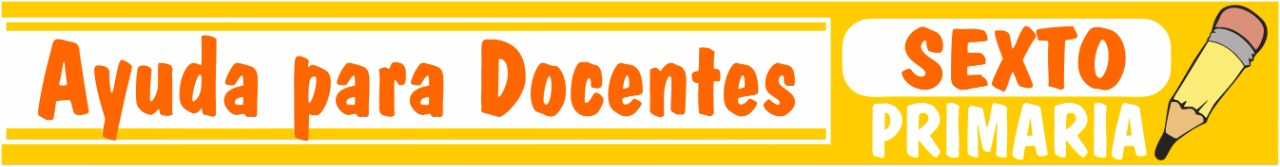 Ayuda para Docentes
SEXTO
PRIMARIA